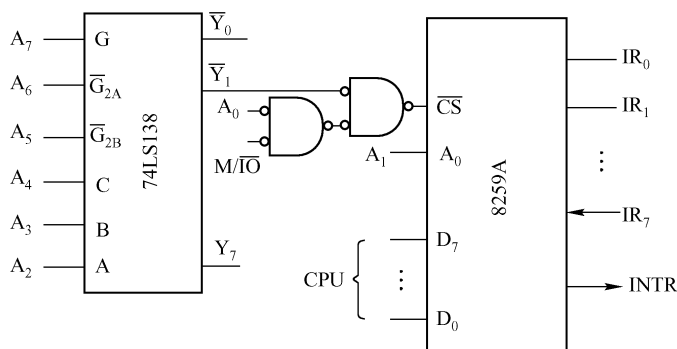 A₇ G Y̅₀
A₆ G̅₂A Y̅₁
A₅ G̅₂B
A₄ C
A₃ B
A₂ A Y₇
74LS138
A₀
M/I̅O̅
C̅S̅
A₁ A₀
8259A
CPU
D₇
⋮
D₀
IR₀
IR₁
⋮
IR₇
INTR